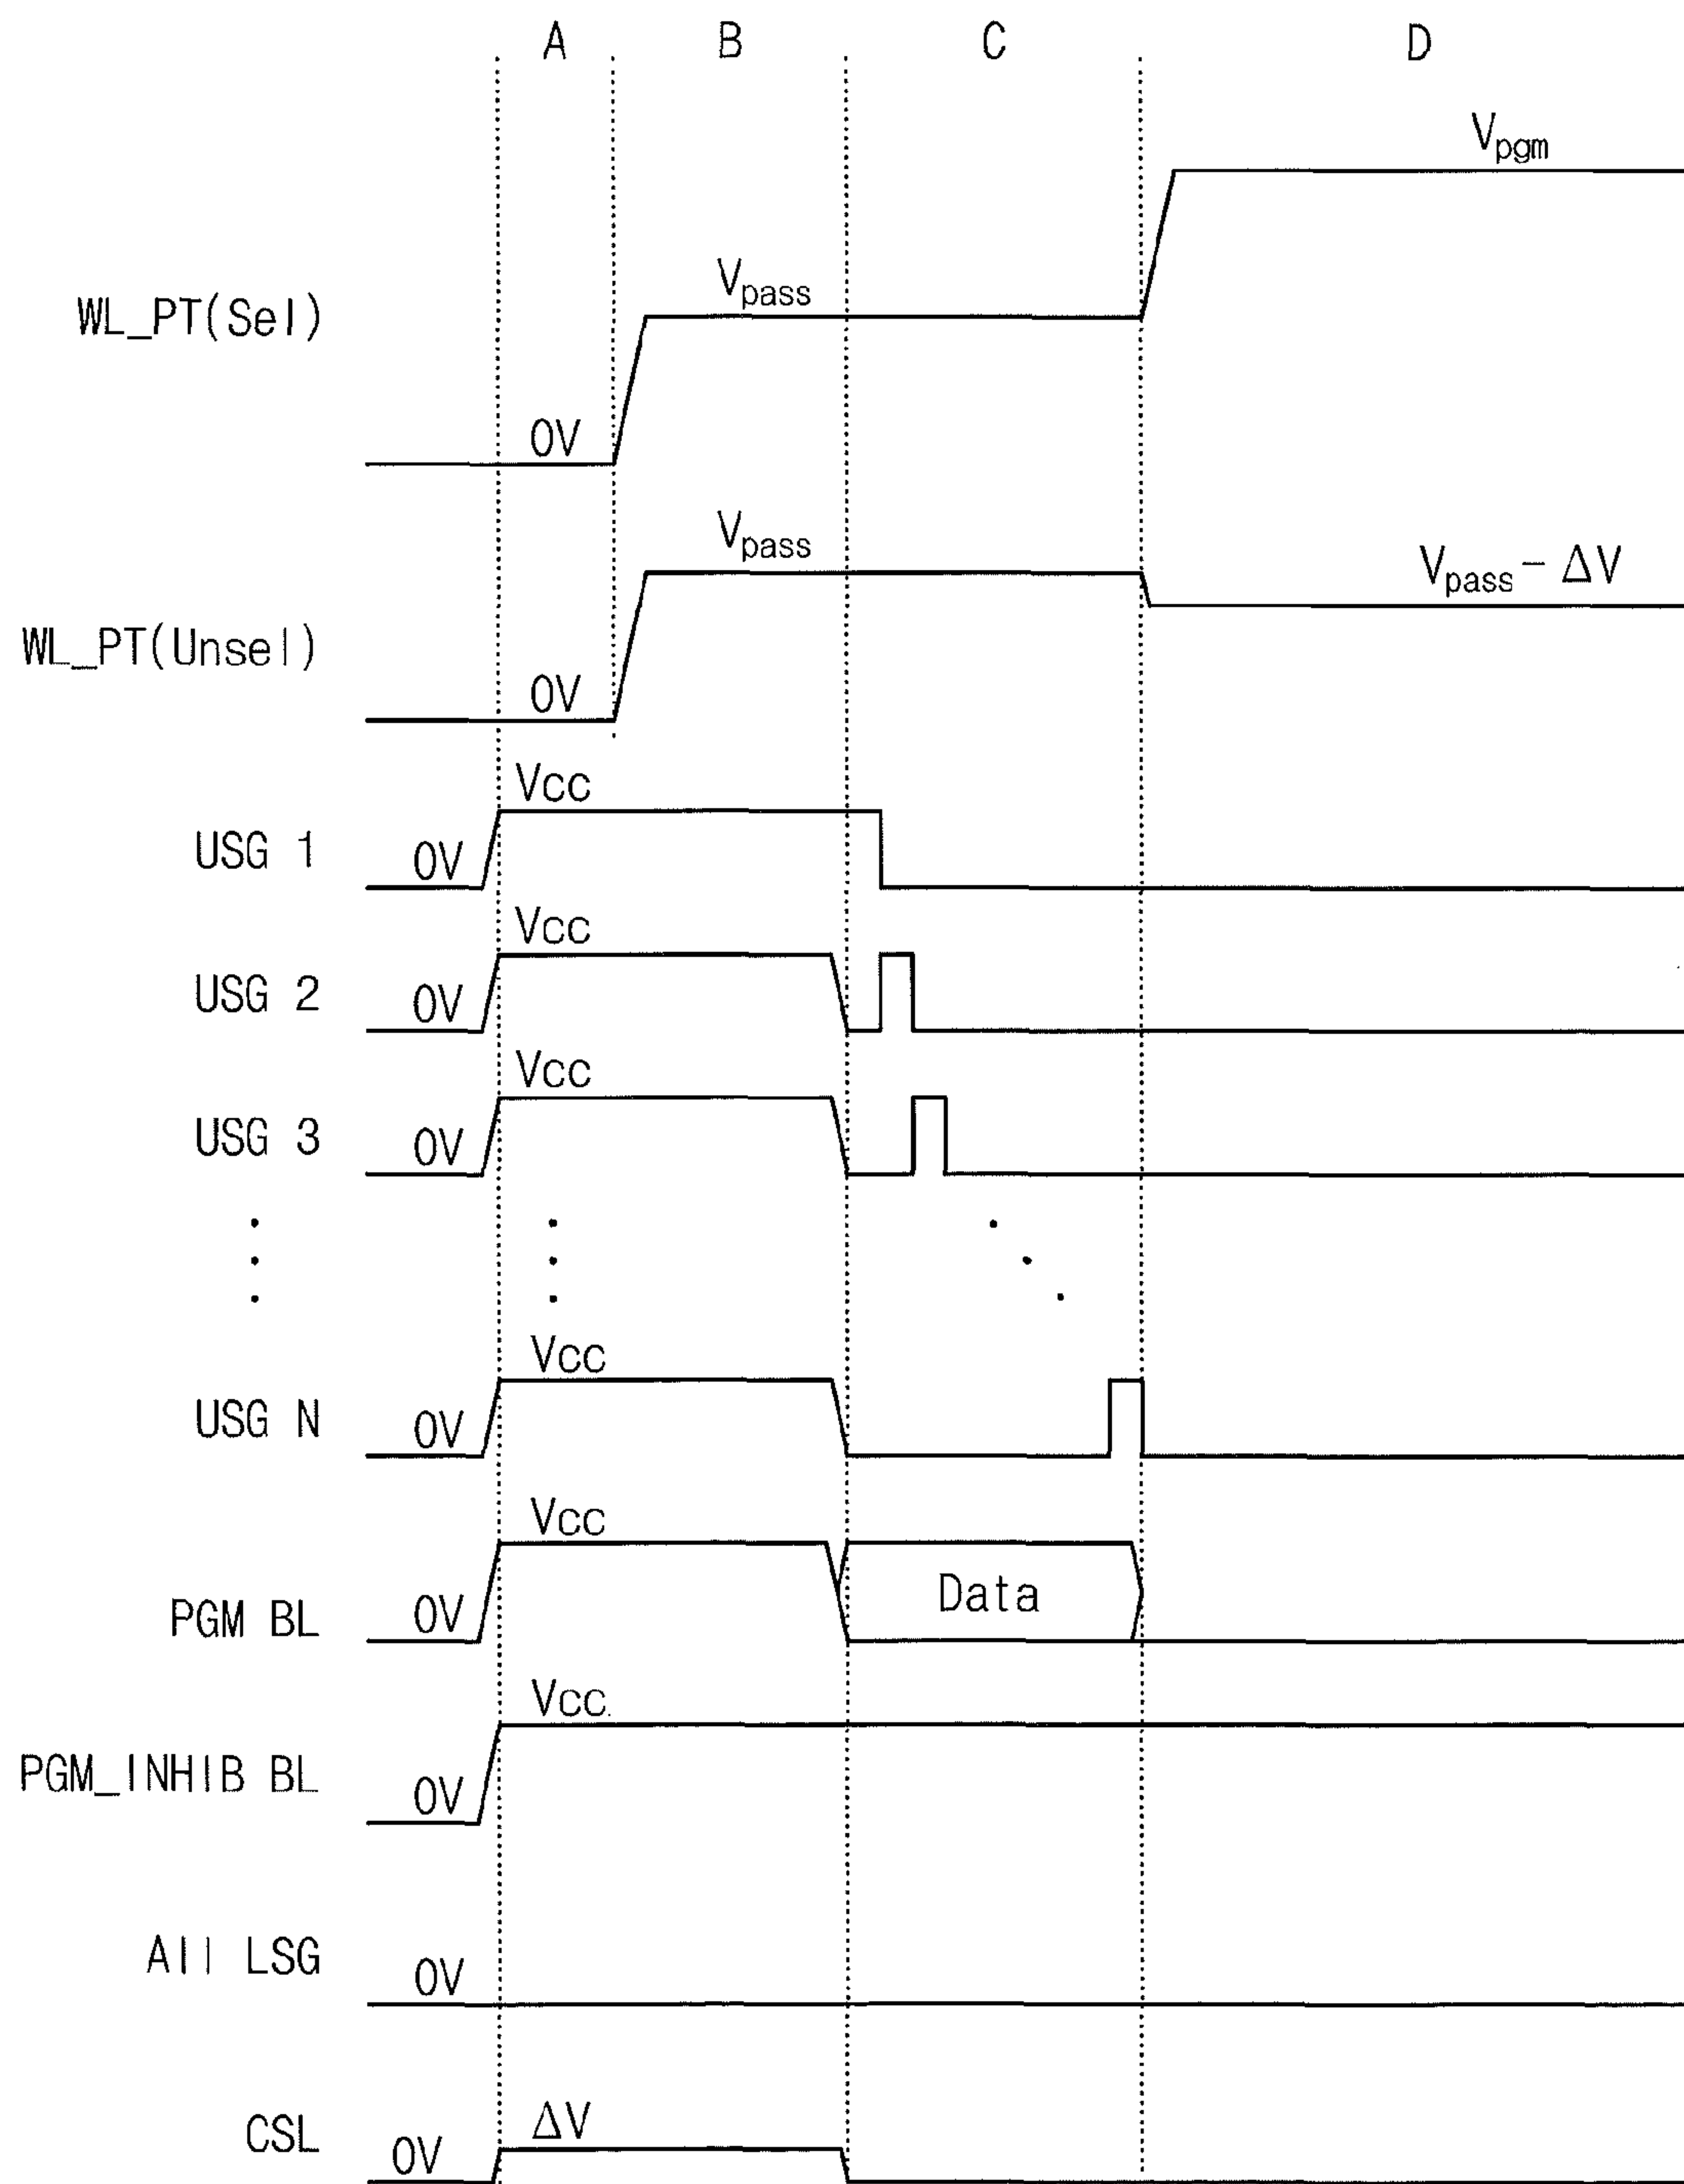 A B C D
Vpgm
Vpass
WL_PT(Sel)
0V
Vpass
Vpass - ΔV
WL_PT(Unsel)
0V
Vcc
USG 1 0V
Vcc
USG 2 0V
Vcc
USG 3 0V
Vcc
USG N 0V
Vcc
Data
PGM BL 0V
Vcc
PGM_INHIB BL 0V
All LSG 0V
ΔV
CSL 0V